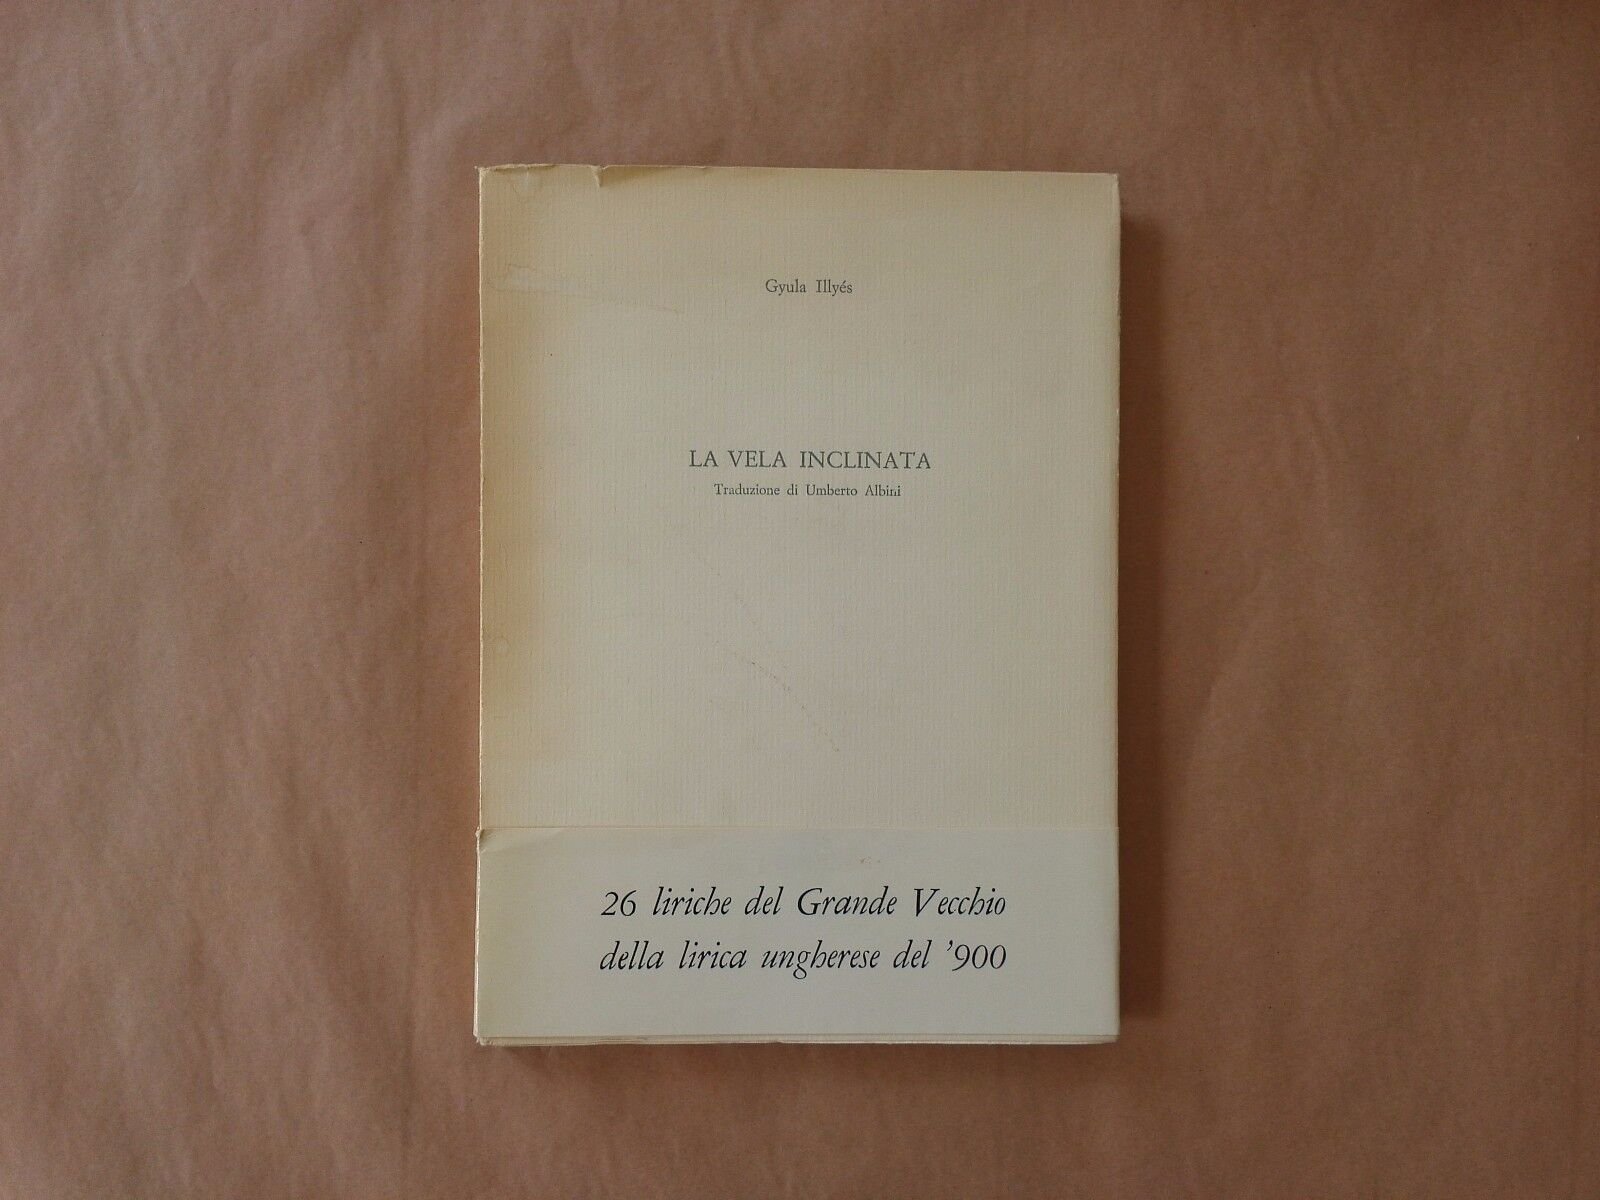 Gyula Illyés
LA VELA INCLINATA
Traduzione di Umberto Albini
26 liriche del Grande Vecchio
della lirica ungherese del '900